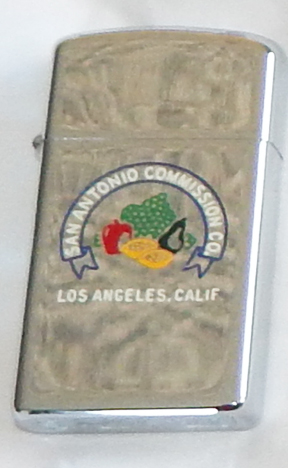 SAN ANTONIO COMMISSION CO.
LOS ANGELES, CALIF